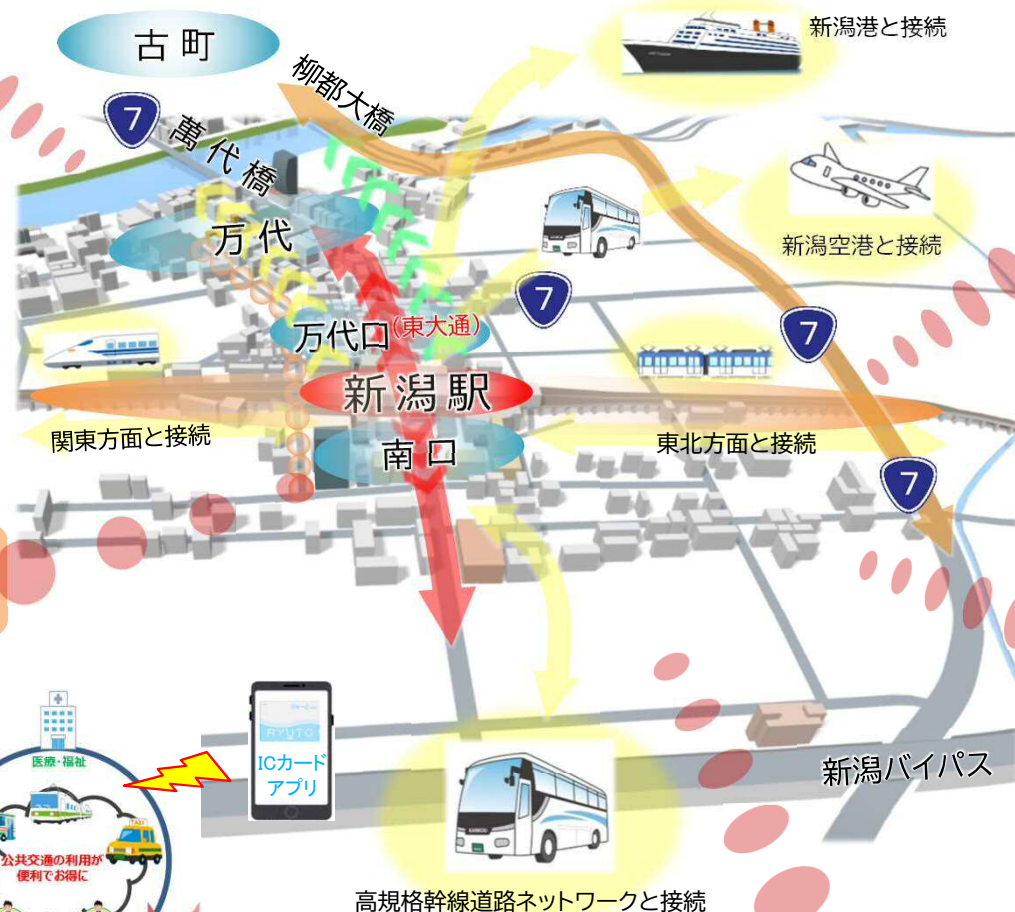 古町
新潟港と接続
柳都大橋
7
萬代橋
万代
新潟空港と接続
7
万代口(東大通)
7
新潟駅
関東方面と接続
東北方面と接続
南口
7
医療・福祉
RYUTO
ICカード
アプリ
新潟バイパス
TAXI
公共交通の利用が
便利でお得に
高規格幹線道路ネットワークと接続